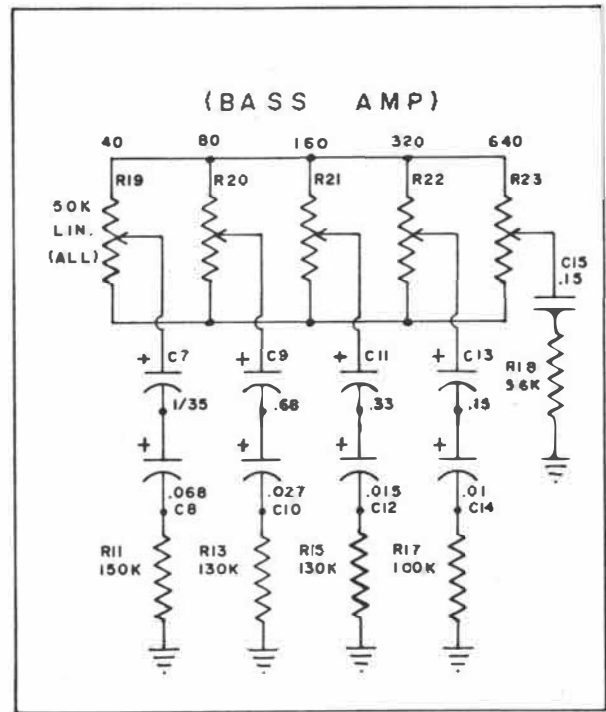 (BASS AMP)
40 80 160 320 640
R19 R20 R21 R22 R23
50K
LIN.
(ALL)
C15
.15
+ C7 + C9 + C11 + C13
R18
5.6K
1/35 .68 .33 .15
+ + + +
.068 .027 .015 .01
C8 C10 C12 C14
R11 R13 R15 R17
150K 130K 130K 100K